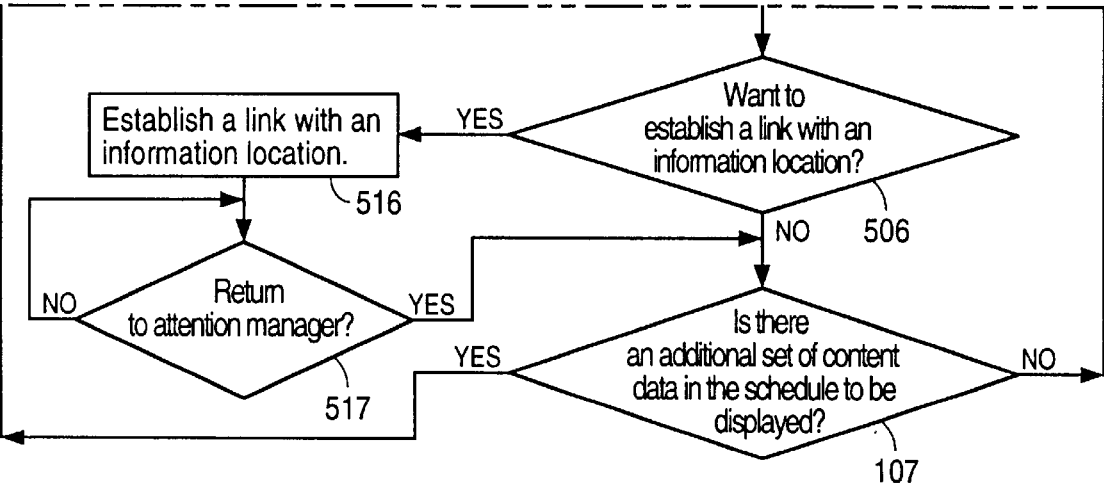 Want to
establish a link with an
information location?
506
YES
Establish a link with an
information location.
516
NO
Return
to attention manager?
517
NO
YES
Is there
an additional set of content
data in the schedule to be
displayed?
107
YES
NO